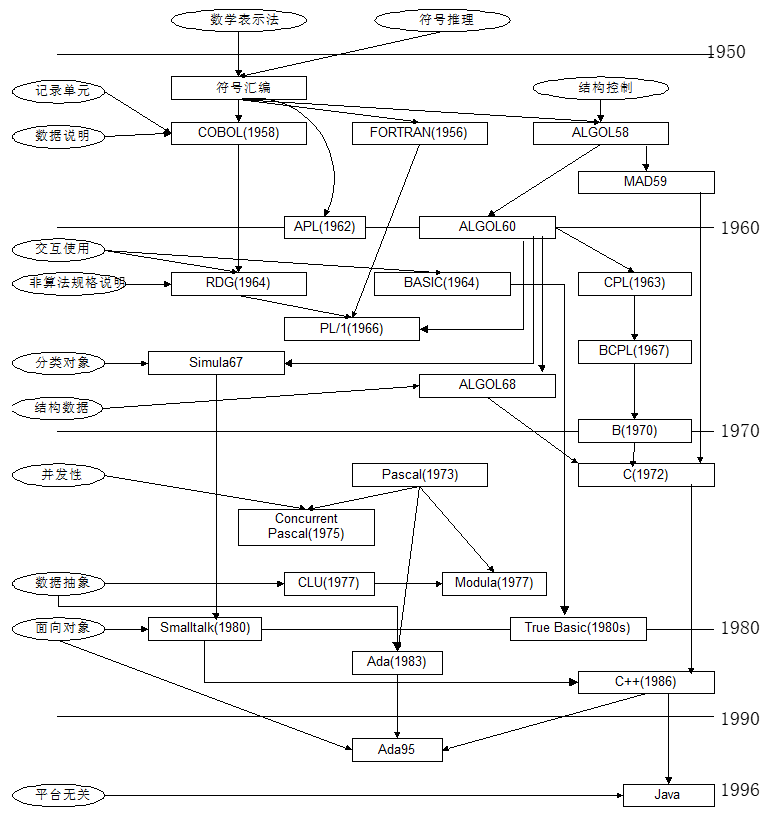 数学表示法
符号推理
1950
记录单元
符号汇编
结构控制
数据说明
COBOL(1958)
FORTRAN(1956)
ALGOL58
MAD59
APL(1962)
ALGOL60
1960
交互使用
非算法规格说明
RDG(1964)
BASIC(1964)
CPL(1963)
PL/1(1966)
分类对象
Simula67
BCPL(1967)
结构数据
ALGOL68
B(1970)
1970
并发性
Pascal(1973)
C(1972)
Concurrent
Pascal(1975)
数据抽象
CLU(1977)
Modula(1977)
面向对象
Smalltalk(1980)
True Basic(1980s)
1980
Ada(1983)
C++(1986)
1990
Ada95
平台无关
Java
1996